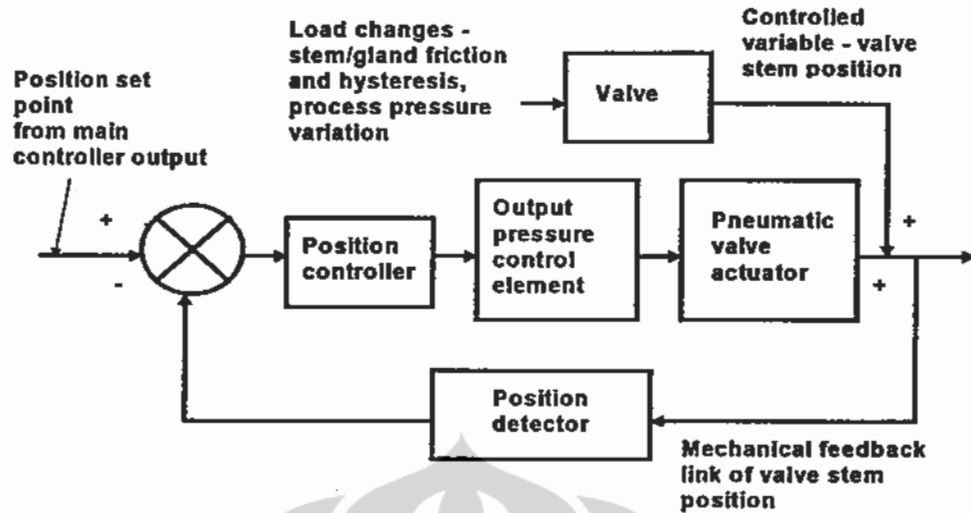 Load changes -
stem/gland friction
and hysteresis,
process pressure
variation
Controlled
variable - valve
stem position
Position set
point
from main
controller output
Valve
+
-
Position
controller
Output
pressure
control
element
Pneumatic
valve
actuator
+
+
Position
detector
Mechanical feedback
link of valve stem
position